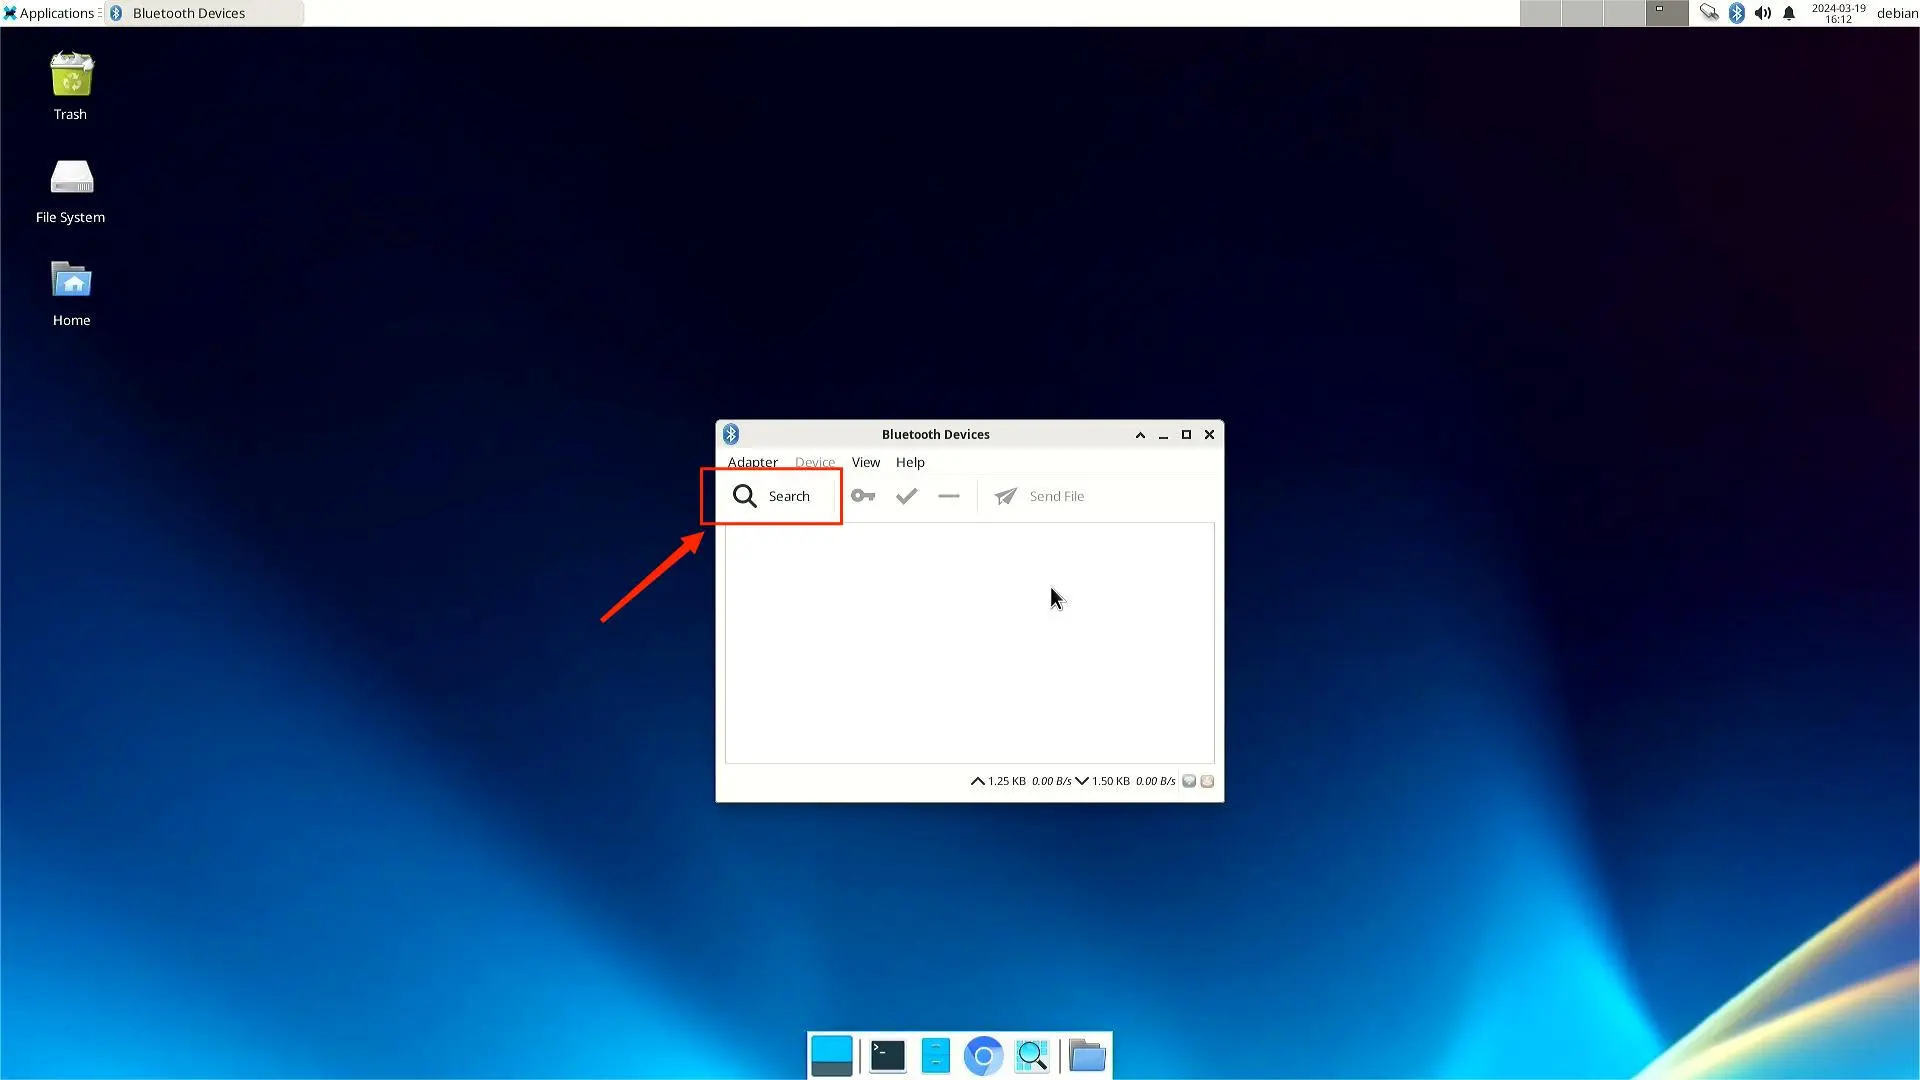 Applications
Bluetooth Devices
2024-03-19
16:12
debian
Trash
File System
Home
Bluetooth Devices
Adapter Device View Help
Search
Send File
1.25 KB 0.00 B/s 1.50 KB 0.00 B/s